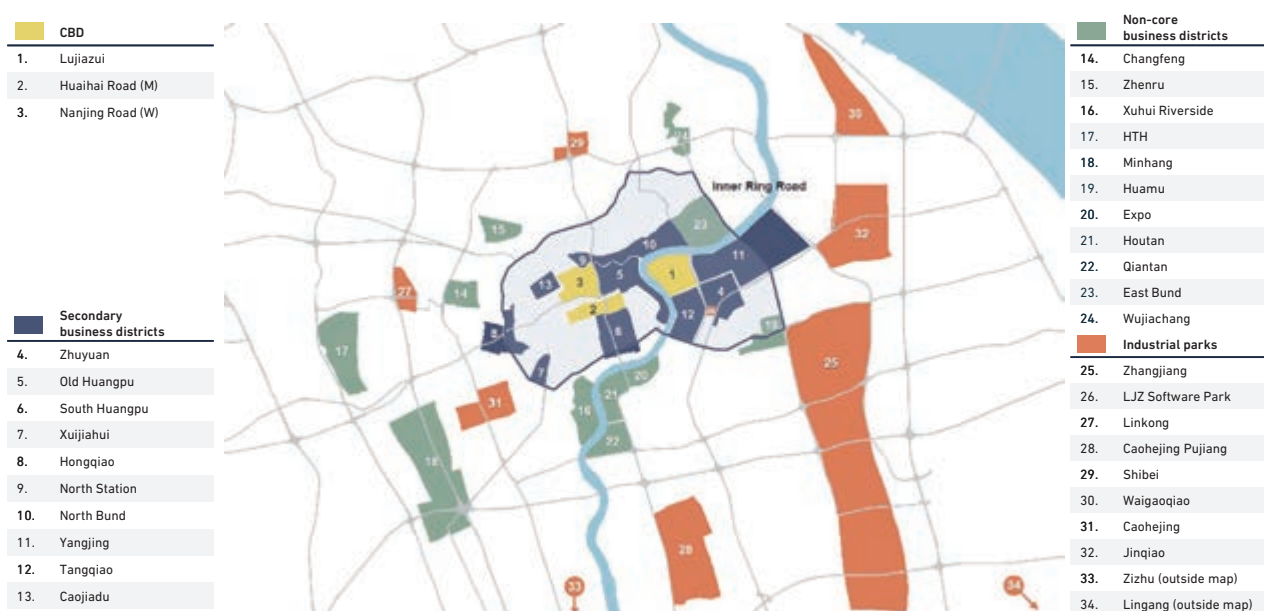 CBD
1. Lujiazui
2. Huaihai Road (M)
3. Nanjing Road (W)
Secondary
business districts
4. Zhuyuan
5. Old Huangpu
6. South Huangpu
7. Xuijiahui
8. Hongqiao
9. North Station
10. North Bund
11. Yangjing
12. Tangqiao
13. Caojiadu
30
29
24
Inner Ring Road
23
15
32
10
11
9
5
1
3
13
14
27
4
2
12
26
8
6
19
17
25
7
20
21
31
16
22
18
28
33
34
Non-core
business districts
14. Changfeng
15. Zhenru
16. Xuhui Riverside
17. HTH
18. Minhang
19. Huamu
20. Expo
21. Houtan
22. Qiantan
23. East Bund
24. Wujiachang
Industrial parks
25. Zhangjiang
26. LJZ Software Park
27. Linkong
28. Caohejing Pujiang
29. Shibei
30. Waigaoqiao
31. Caohejing
32. Jinqiao
33. Zizhu (outside map)
34. Lingang (outside map)